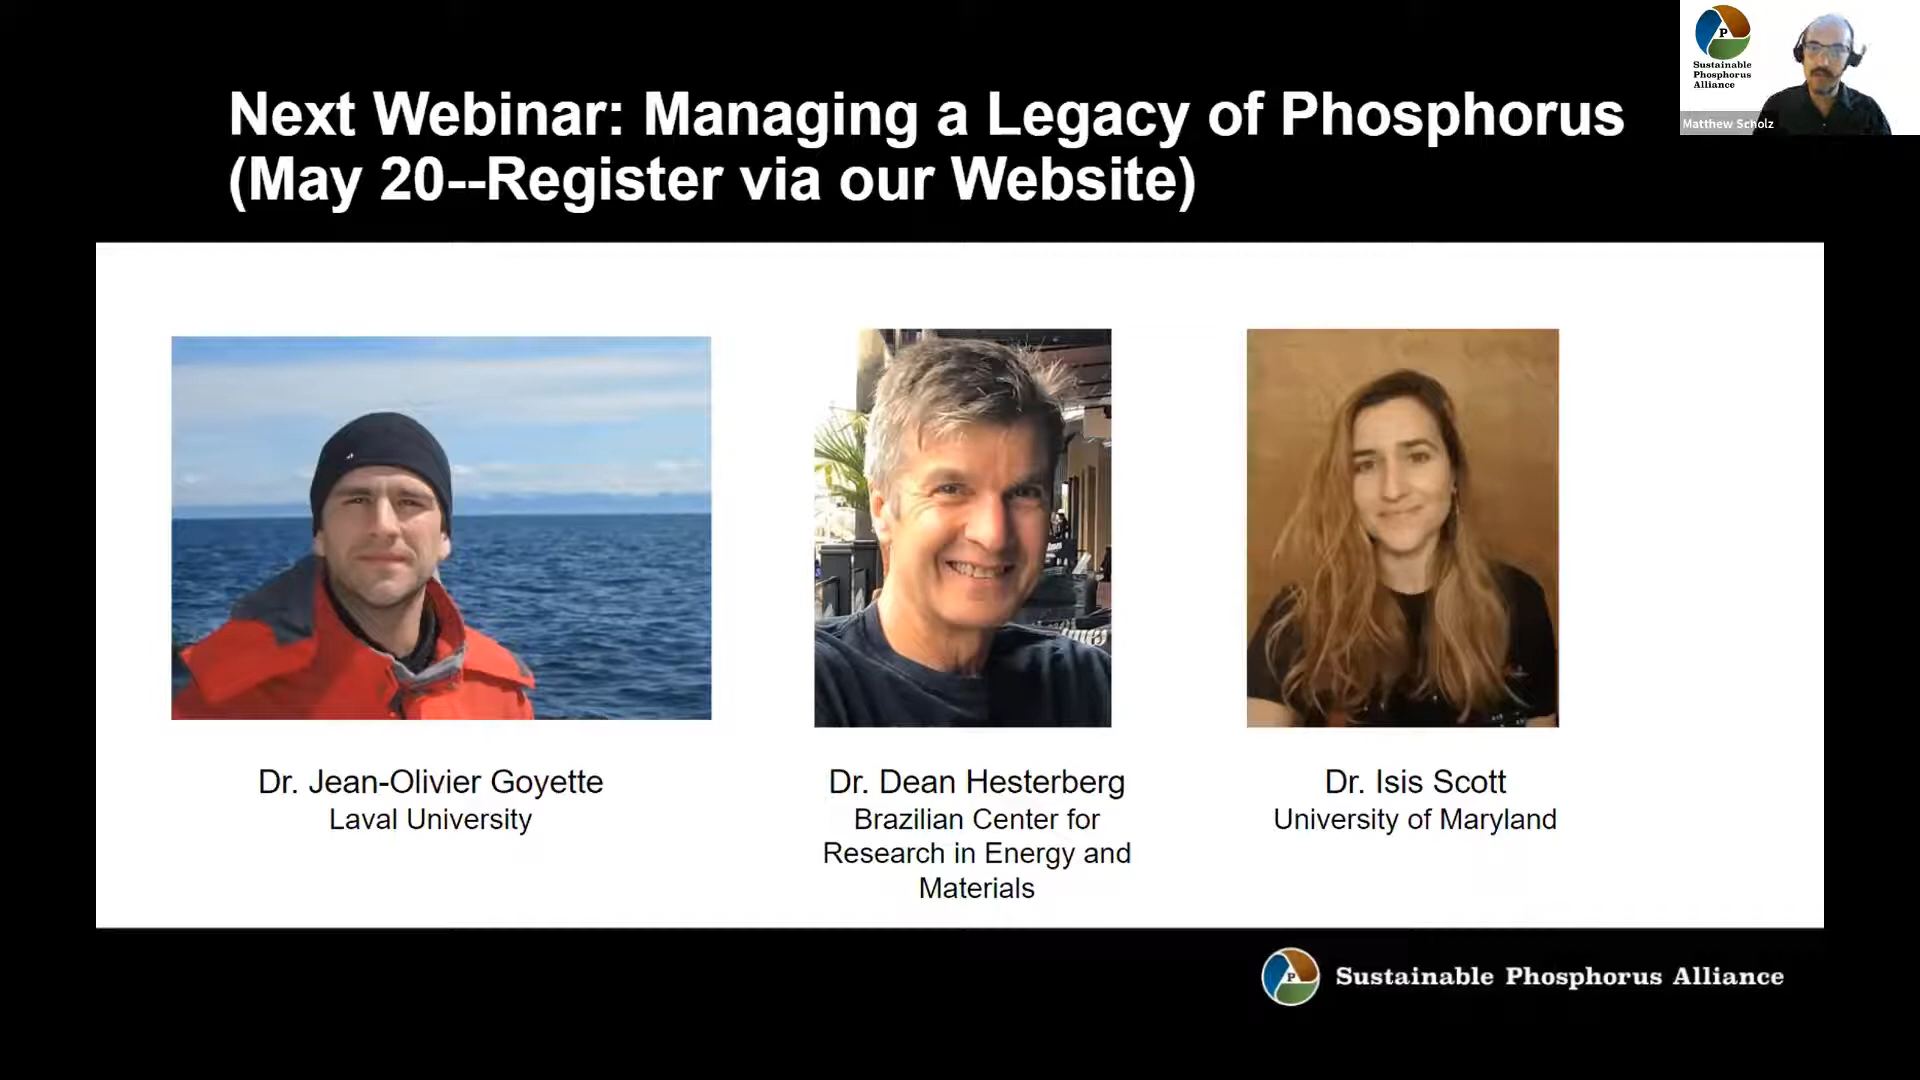 Next Webinar: Managing a Legacy of Phosphorus
(May 20--Register via our Website)
P
Sustainable
Phosphorus
Alliance
Matthew Scholz
Dr. Jean-Olivier Goyette
Laval University
Dr. Dean Hesterberg
Brazilian Center for
Research in Energy and
Materials
Dr. Isis Scott
University of Maryland
P
Sustainable Phosphorus Alliance